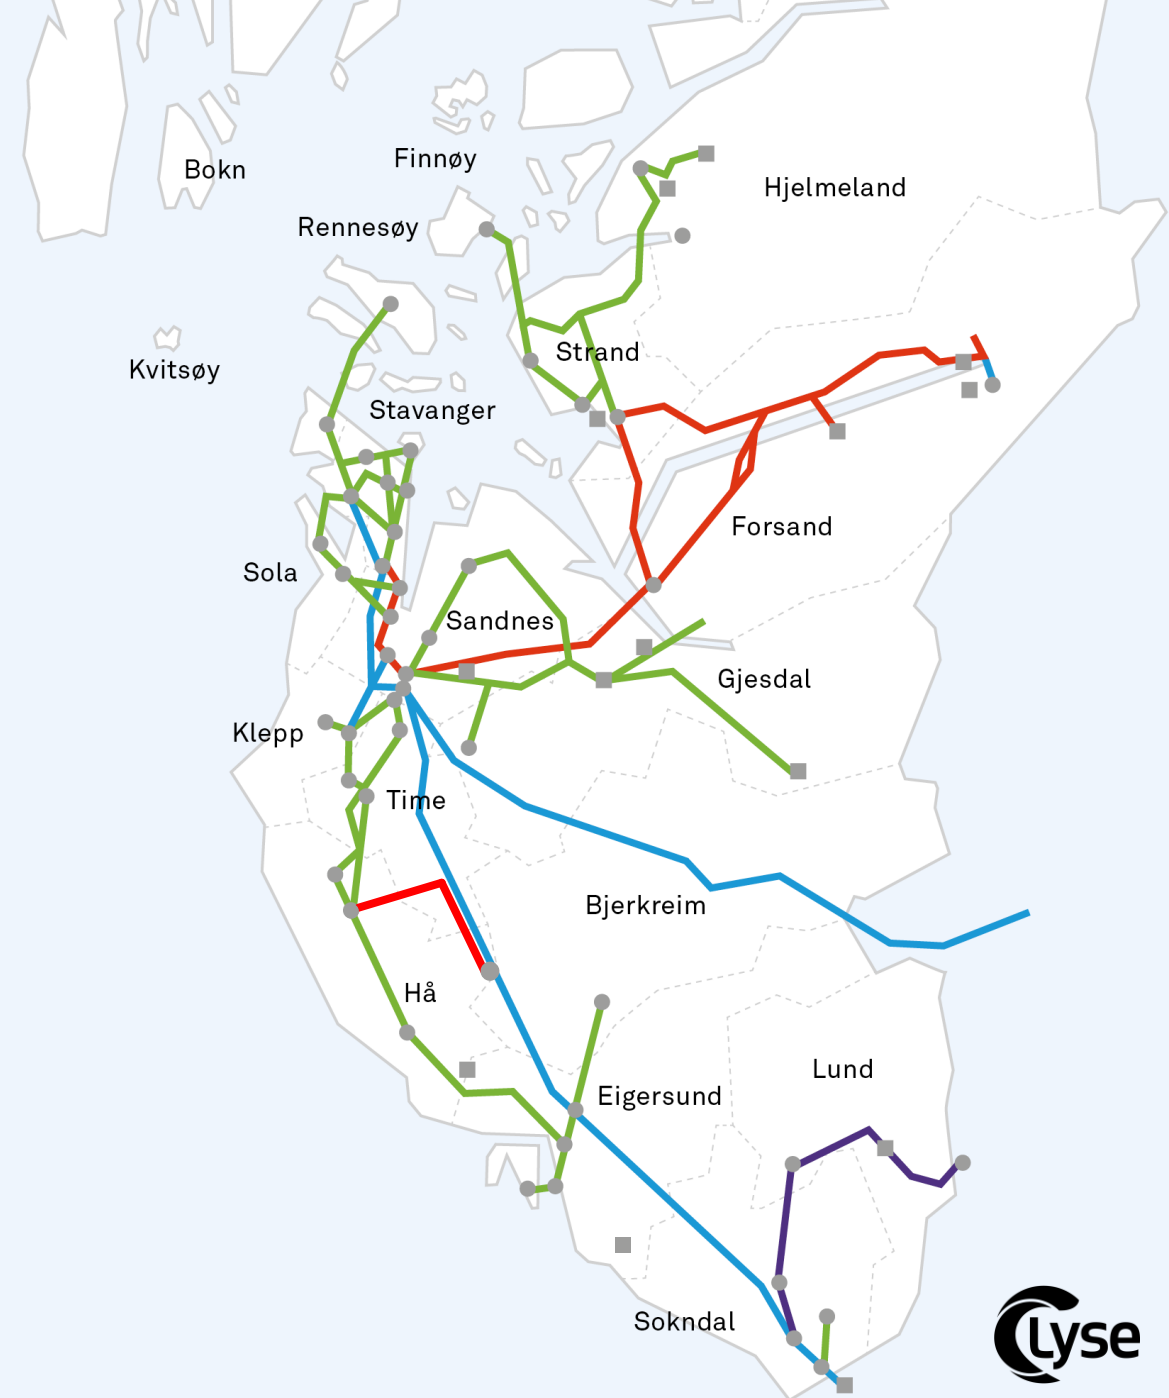 Finnøy
Bokn
Hjelmeland
Rennesøy
Strand
Kvitsøy
Stavanger
Forsand
Sola
Sandnes
Gjesdal
Klepp
Time
Bjerkreim
Hå
Lund
Eigersund
Sokndal
Lyse